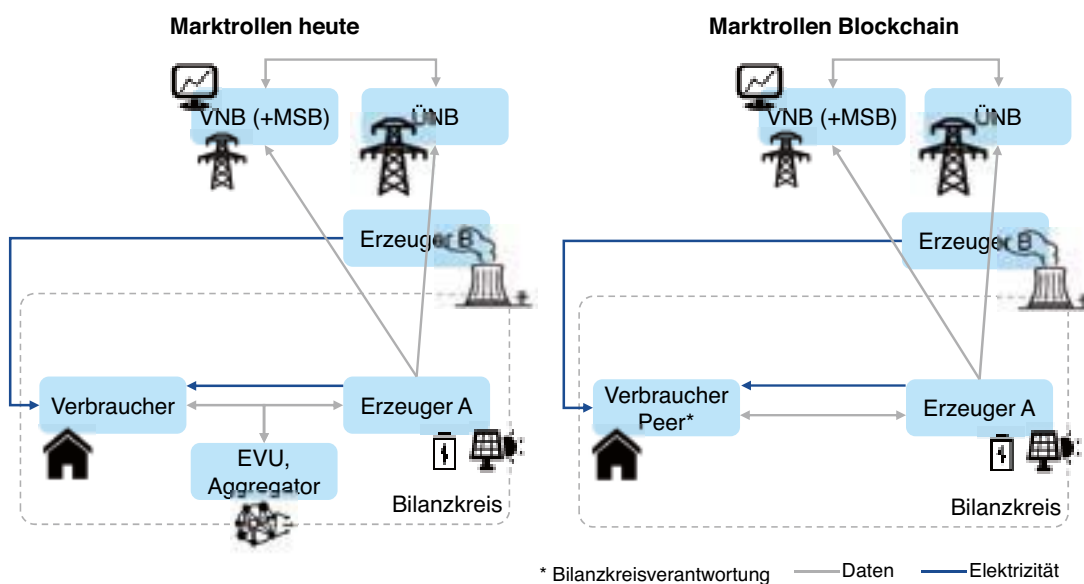 Marktrollen heute
VNB (+MSB)
ÜNB
Erzeuger B
Verbraucher
Erzeuger A
EVU,
Aggregator
Bilanzkreis
Marktrollen Blockchain
VNB (+MSB)
ÜNB
Erzeuger B
Verbraucher
Peer*
Erzeuger A
Bilanzkreis
* Bilanzkreisverantwortung
Daten
Elektrizität